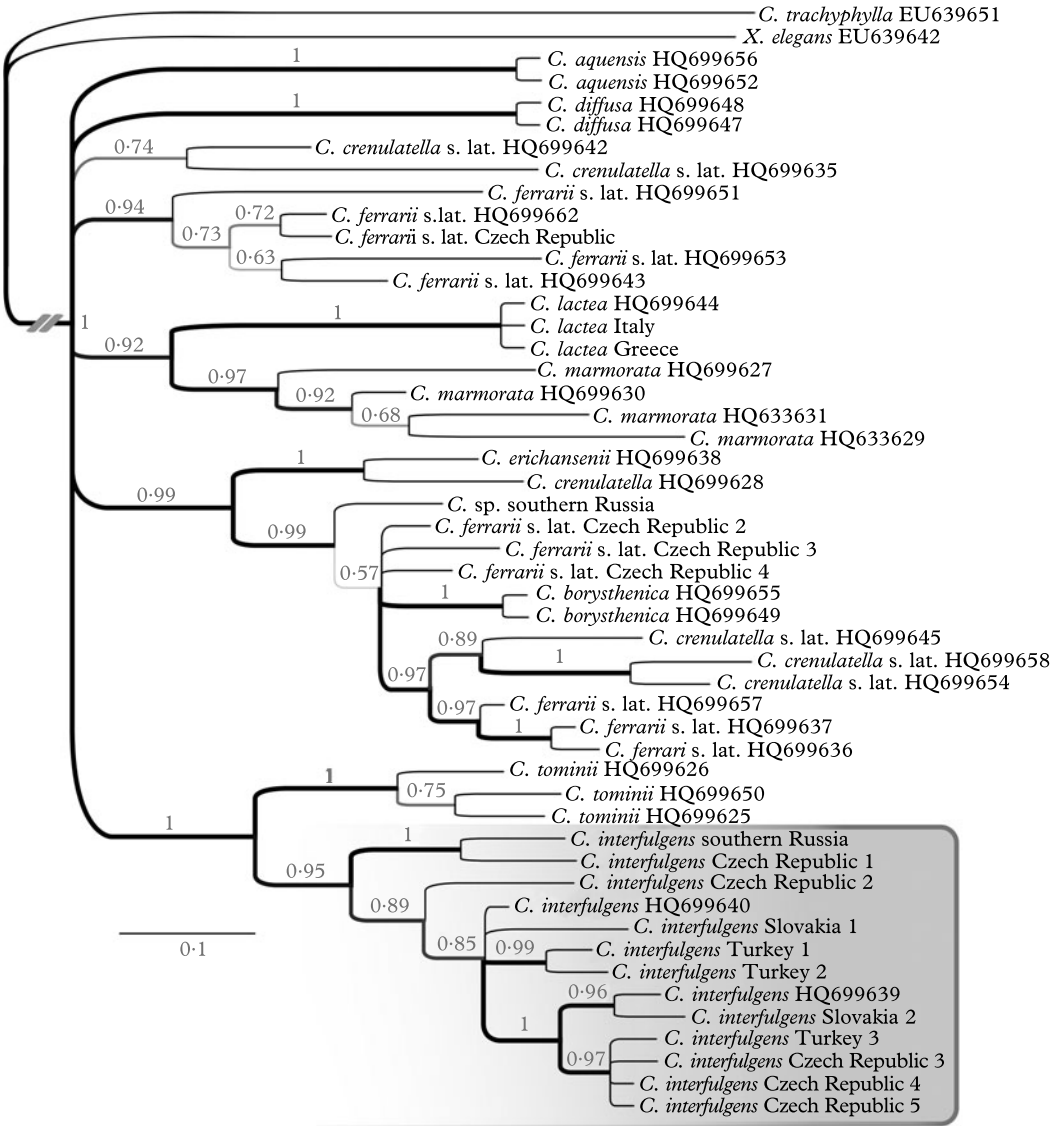 C. trachyphylla EU639651
X. elegans EU639642
1
C. aquensis HQ699656
C. aquensis HQ699652
1
C. diffusa HQ699648
C. diffusa HQ699647
0·74
C. crenulatella s. lat. HQ699642
C. crenulatella s. lat. HQ699635
0·94
C. ferrarii s. lat. HQ699651
0·73
0·72
C. ferrarii s.lat. HQ699662
C. ferrarii s. lat. Czech Republic
0·63
C. ferrarii s. lat. HQ699653
C. ferrarii s. lat. HQ699643
1
0·92
1
C. lactea HQ699644
C. lactea Italy
C. lactea Greece
0·97
C. marmorata HQ699627
0·92
C. marmorata HQ699630
0·68
C. marmorata HQ633631
C. marmorata HQ633629
0·99
1
C. erichansenii HQ699638
C. crenulatella HQ699628
0·99
C. sp. southern Russia
0·57
C. ferrarii s. lat. Czech Republic 2
C. ferrarii s. lat. Czech Republic 3
C. ferrarii s. lat. Czech Republic 4
1
C. borysthenica HQ699655
C. borysthenica HQ699649
0·97
0·89
C. crenulatella s. lat. HQ699645
1
C. crenulatella s. lat. HQ699658
C. crenulatella s. lat. HQ699654
0·97
C. ferrarii s. lat. HQ699657
1
C. ferrarii s. lat. HQ699637
C. ferrari s. lat. HQ699636
1
1
C. tominii HQ699626
0·75
C. tominii HQ699650
C. tominii HQ699625
0·95
1
C. interfulgens southern Russia
C. interfulgens Czech Republic 1
0·89
C. interfulgens Czech Republic 2
0·85
C. interfulgens HQ699640
C. interfulgens Slovakia 1
0·99
C. interfulgens Turkey 1
C. interfulgens Turkey 2
1
0·96
C. interfulgens HQ699639
C. interfulgens Slovakia 2
0·97
C. interfulgens Turkey 3
C. interfulgens Czech Republic 3
C. interfulgens Czech Republic 4
C. interfulgens Czech Republic 5
0·1